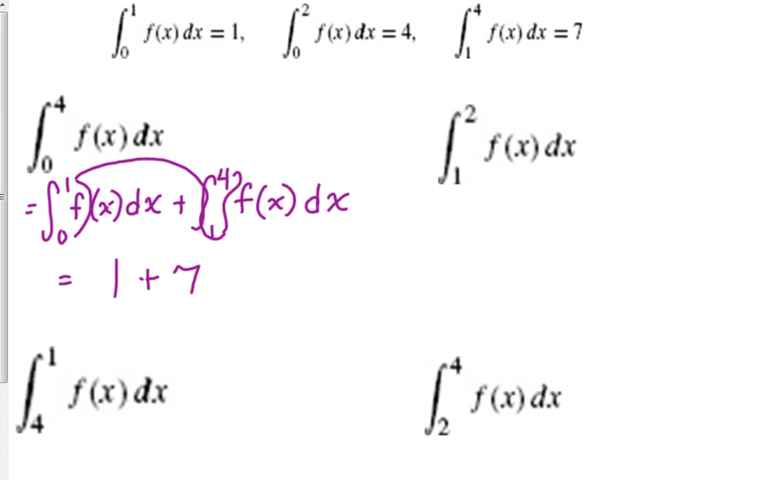 ∫₀¹ f(x) dx = 1, ∫₀² f(x) dx = 4, ∫₁⁴ f(x) dx = 7
∫₀⁴ f(x) dx
= ∫₀¹ f(x) dx + ∫₁⁴ f(x) dx
= 1 + 7
∫₁² f(x) dx
∫₄¹ f(x) dx
∫₂⁴ f(x) dx